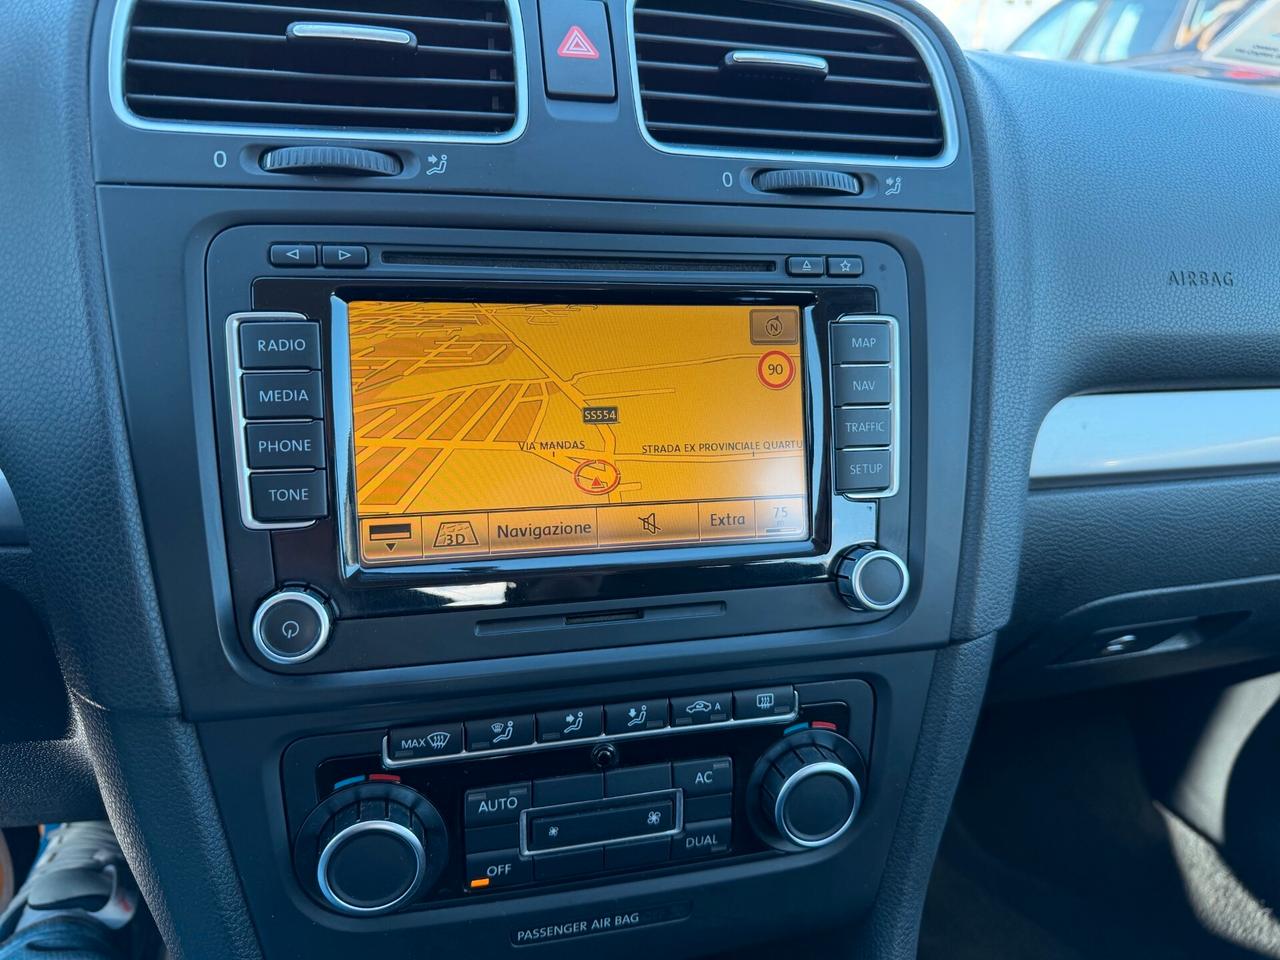 0
0
AIRBAG
RADIO
MEDIA
PHONE
TONE
MAP
NAV
TRAFFIC
SETUP
N
90
SS554
VIA MANDAS
STRADA EX PROVINCIALE QUARTU
3D
Navigazione
Extra
75
MAX
A
AUTO
AC
OFF
DUAL
PASSENGER AIR BAG